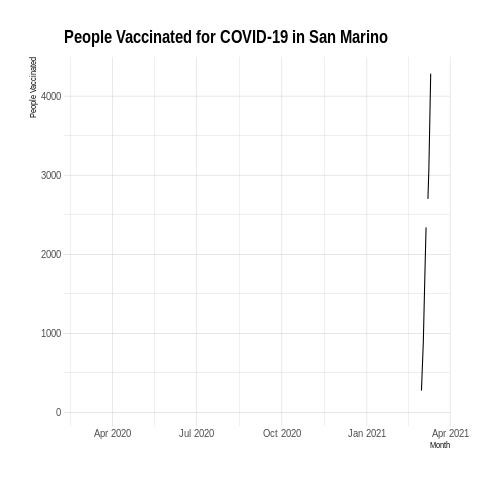 People Vaccinated for COVID-19 in San Marino
People Vaccinated
4000
3000
2000
1000
0
Apr 2020 Jul 2020 Oct 2020 Jan 2021 Apr 2021
Month